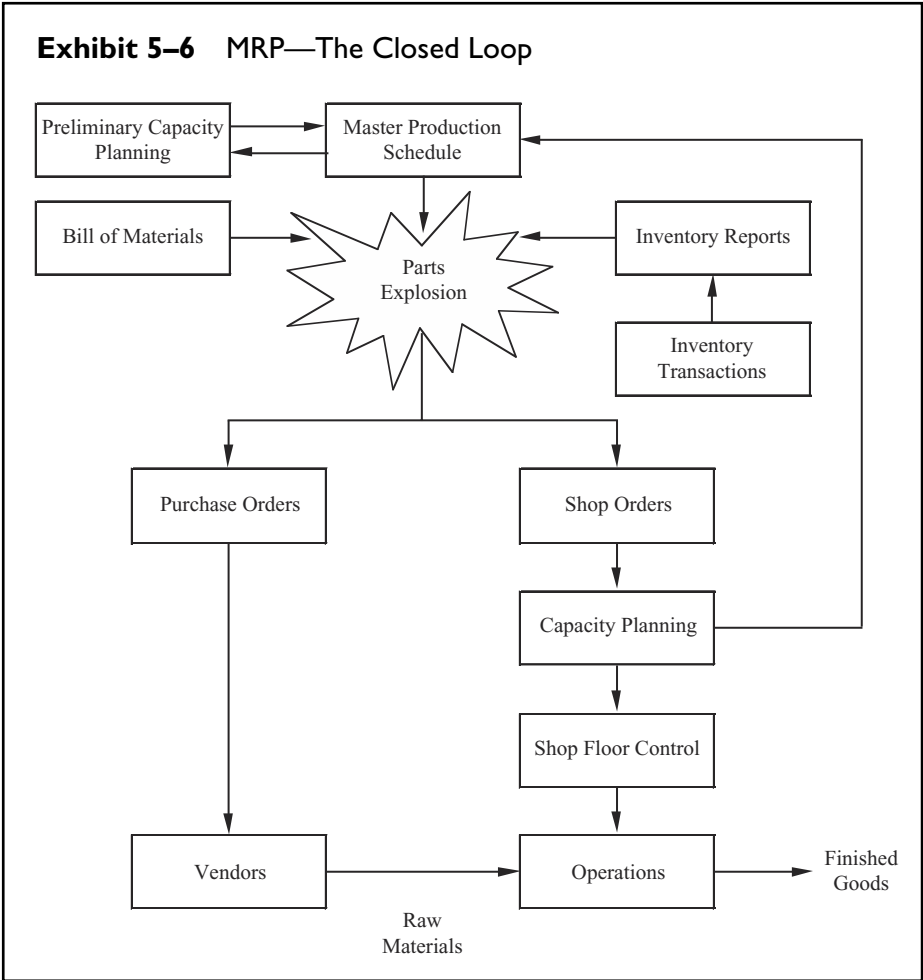 Exhibit 5–6 MRP—The Closed Loop
Preliminary Capacity
Planning
Master Production
Schedule
Bill of Materials
Parts
Explosion
Inventory Reports
Inventory
Transactions
Purchase Orders
Shop Orders
Capacity Planning
Shop Floor Control
Vendors
Raw
Materials
Operations
Finished
Goods